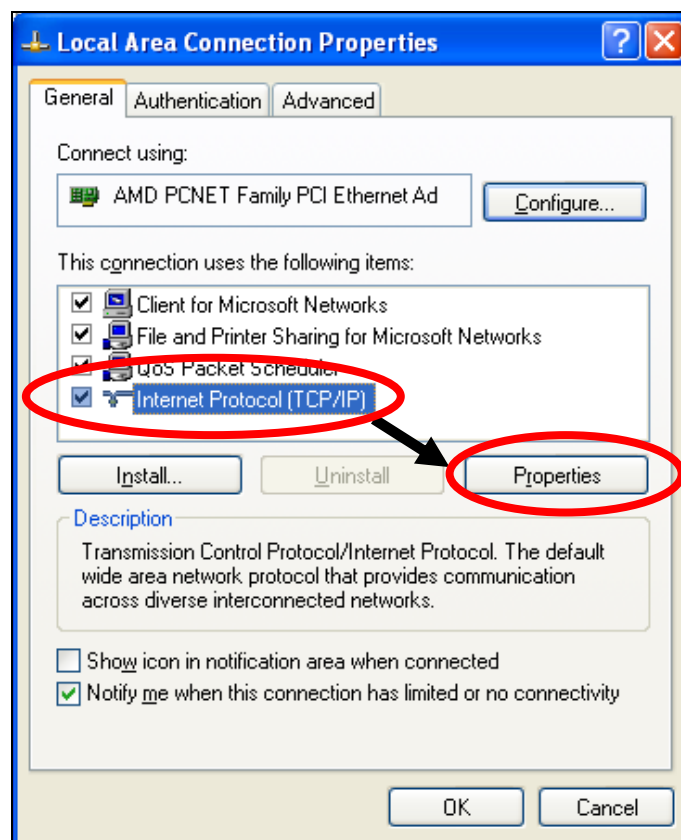 Local Area Connection Properties
General Authentication Advanced
Connect using:
AMD PCNET Family PCI Ethernet Ad Configure...
This connection uses the following items:
Client for Microsoft Networks
File and Printer Sharing for Microsoft Networks
QoS Packet Scheduler
Internet Protocol (TCP/IP)
Install... Uninstall Properties
Description
Transmission Control Protocol/Internet Protocol. The default
wide area network protocol that provides communication
across diverse interconnected networks.
Show icon in notification area when connected
Notify me when this connection has limited or no connectivity
OK Cancel